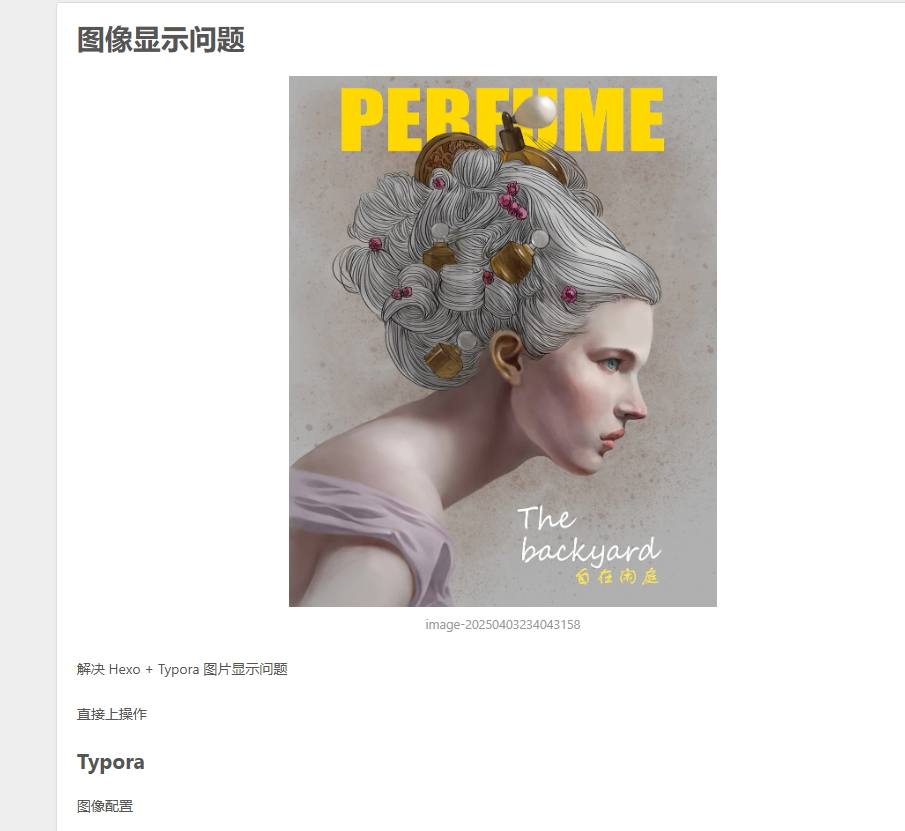 图像显示问题
PERFUME
The
backyard
自在闲庭
image-20250403234043158
解决 Hexo + Typora 图片显示问题
直接上操作
Typora
图像配置